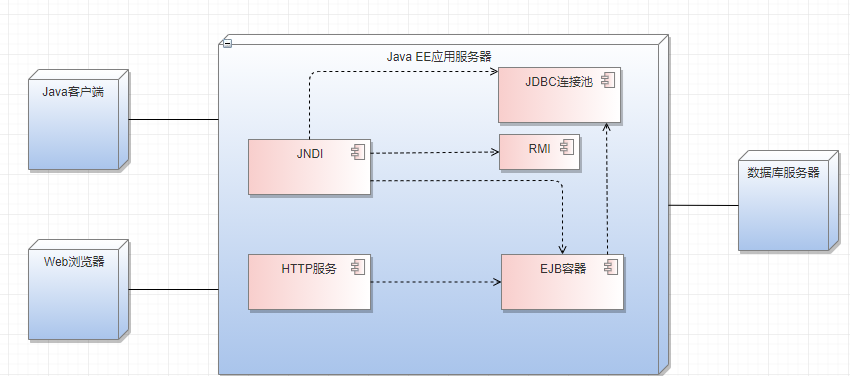 Java EE应用服务器
Java客户端
JDBC连接池
JNDI
RMI
数据库服务器
Web浏览器
HTTP服务
EJB容器